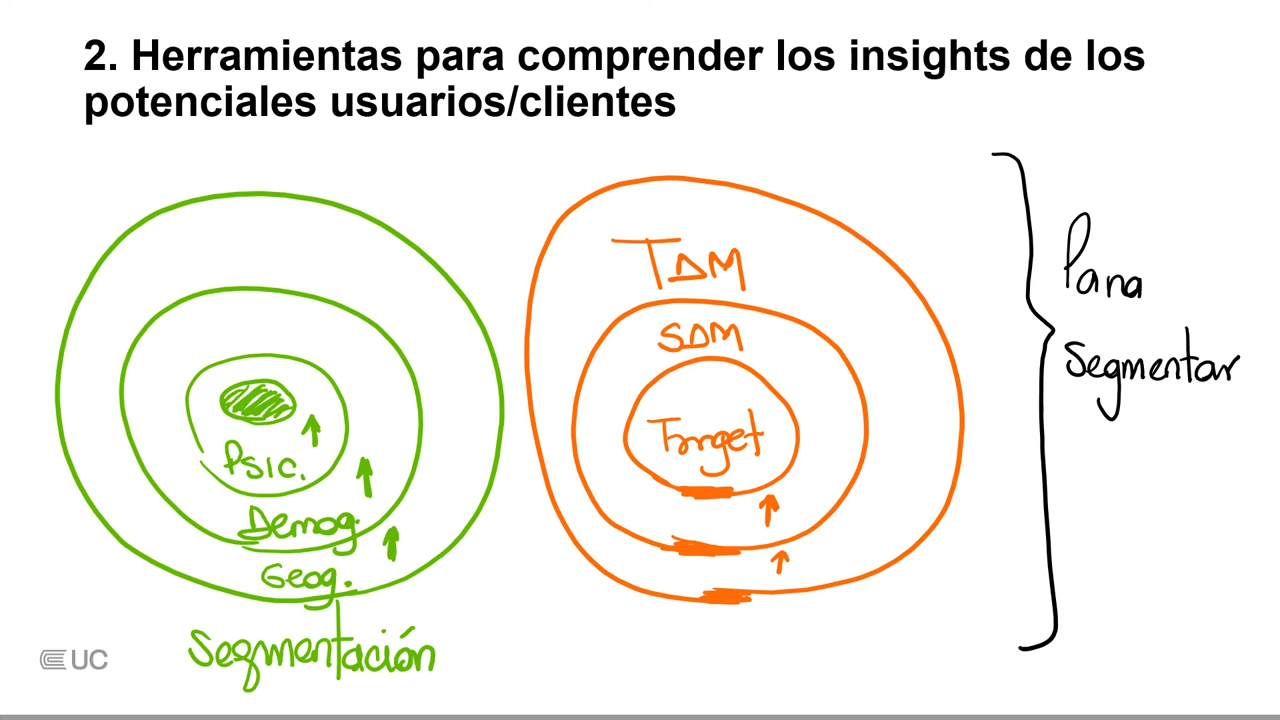 2. Herramientas para comprender los insights de los
potenciales usuarios/clientes
Psic.
Demog.
Geog.
Segmentación
TAM
SAM
Target
Para
Segmentar
UC